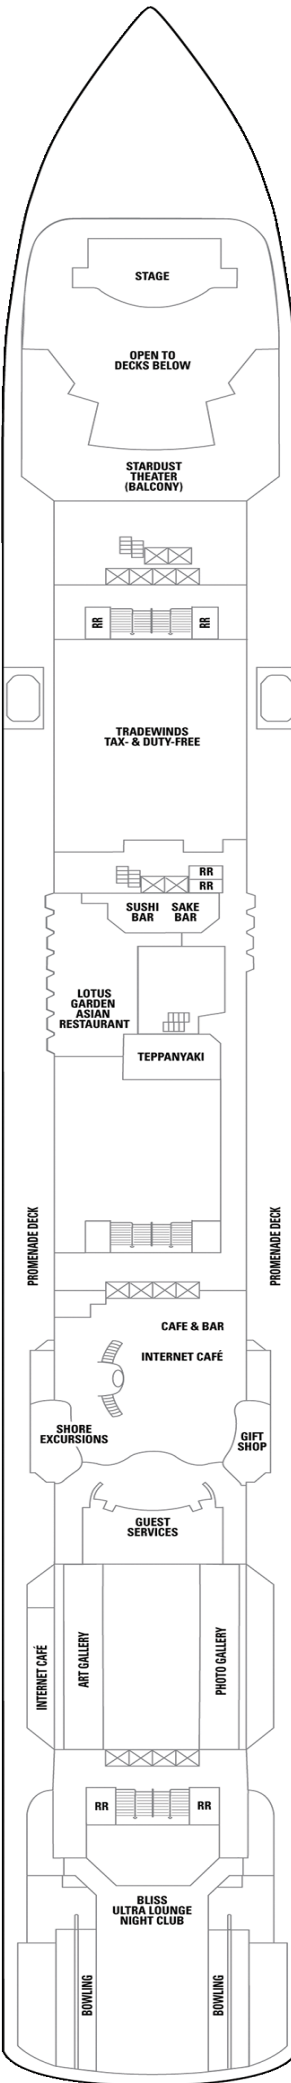 STAGE
OPEN TO
DECKS BELOW
STARDUST
THEATER
(BALCONY)
RR
RR
TRADEWINDS
TAX- & DUTY-FREE
RR
RR
SUSHI
BAR
SAKE
BAR
LOTUS
GARDEN
ASIAN
RESTAURANT
TEPPANYAKI
PROMENADE DECK
PROMENADE DECK
CAFE & BAR
INTERNET CAFÉ
SHORE
EXCURSIONS
GIFT
SHOP
GUEST
SERVICES
INTERNET CAFÉ
ART GALLERY
PHOTO GALLERY
RR
RR
BLISS
ULTRA LOUNGE
NIGHT CLUB
BOWLING
BOWLING